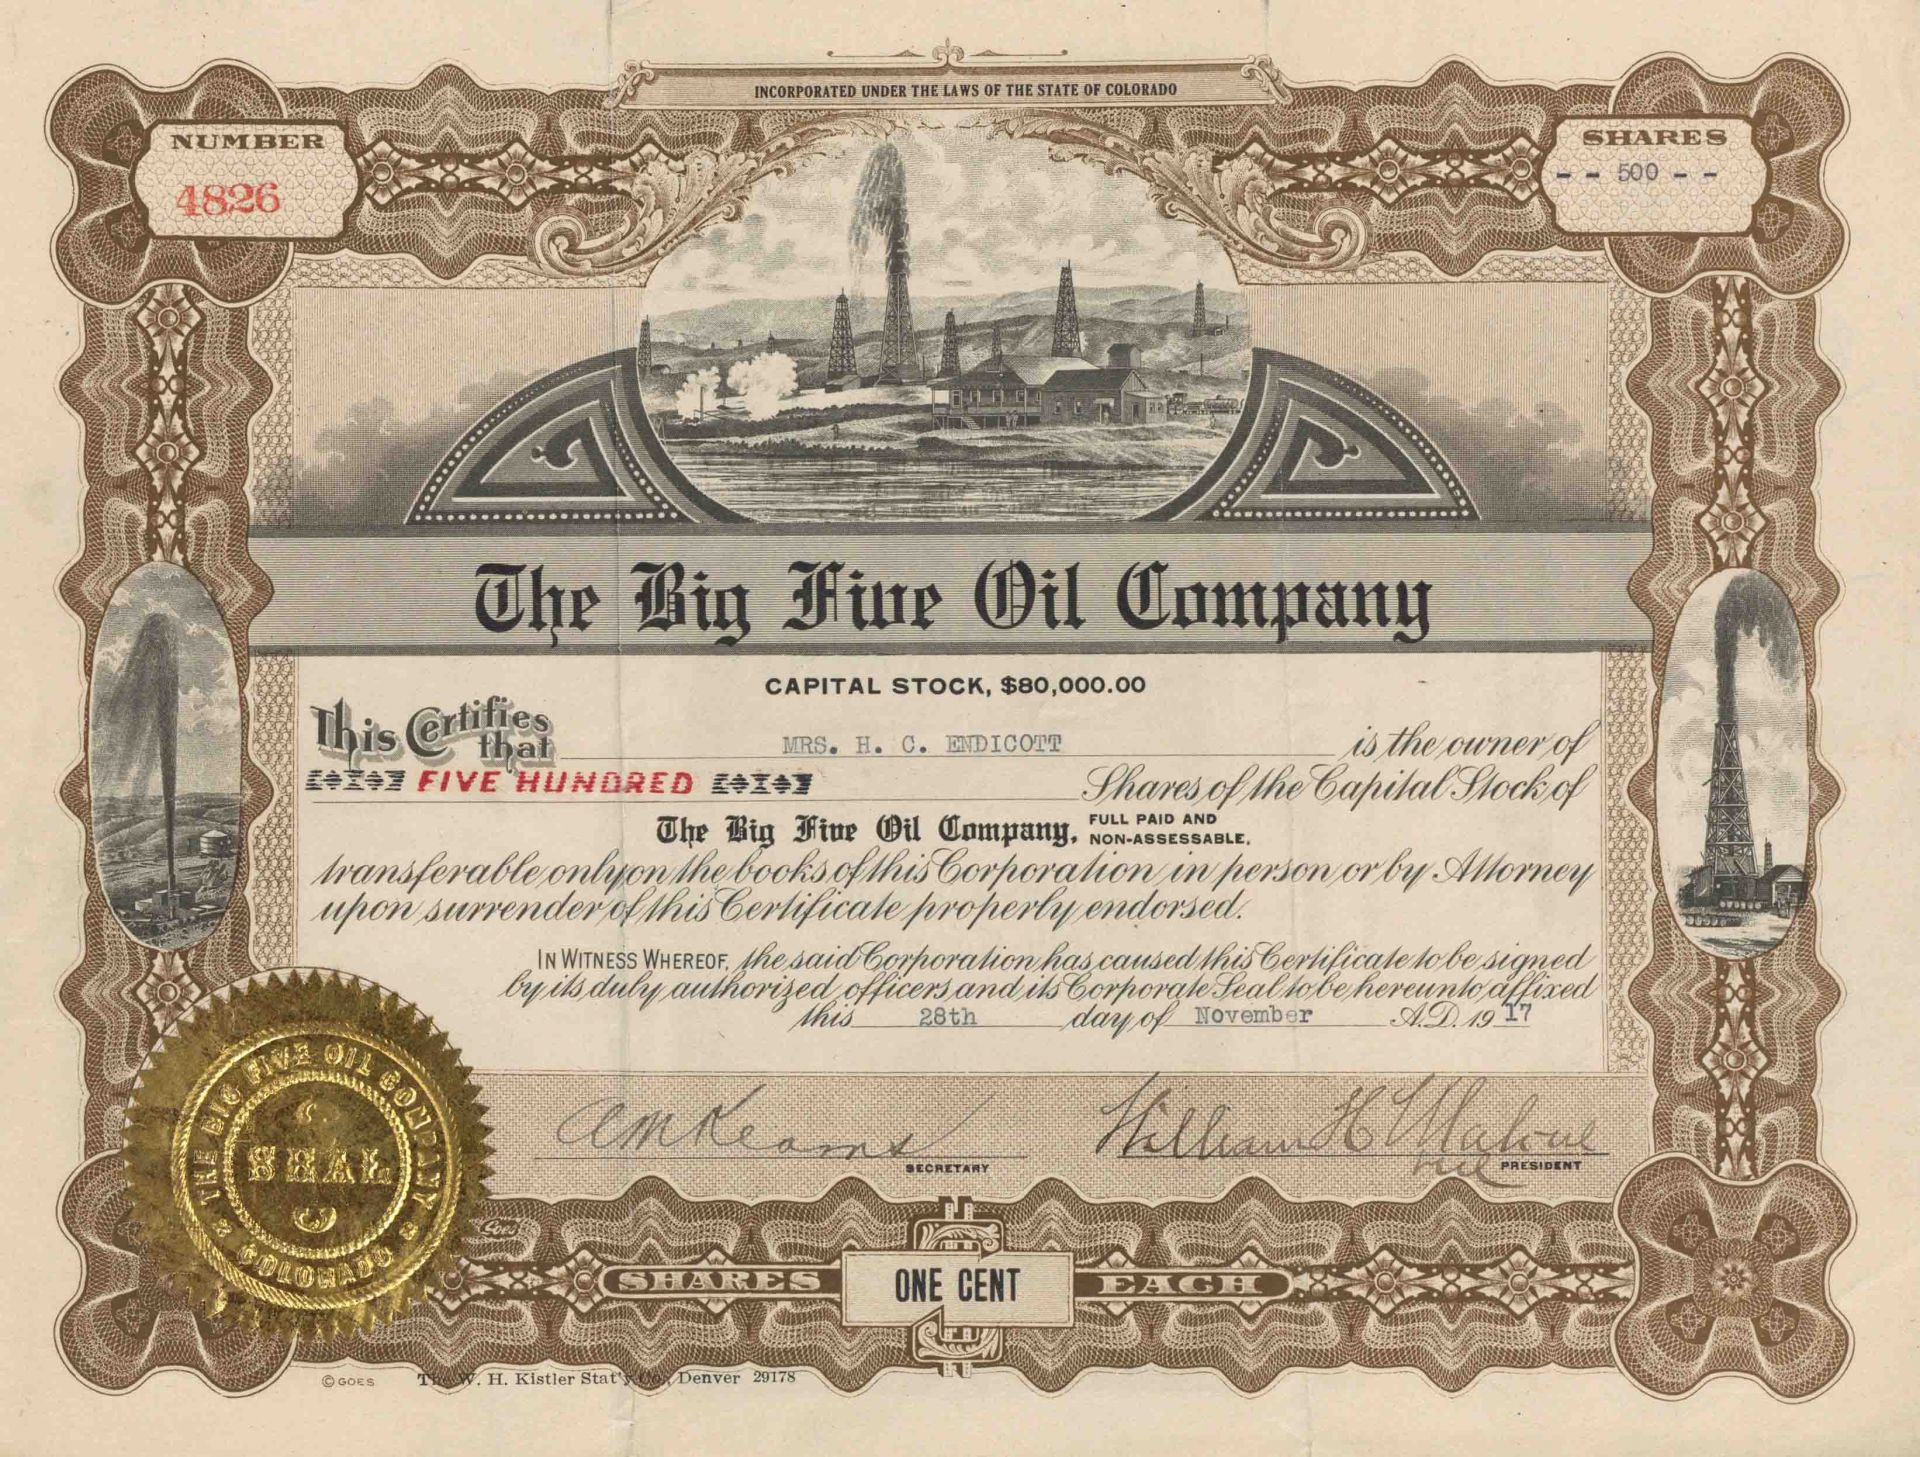 INCORPORATED UNDER THE LAWS OF THE STATE OF COLORADO
NUMBER
4826
SHARES
- - 500 - -
The Big Five Oil Company
CAPITAL STOCK, $80,000.00
This Certifies that MRS. H. C. ENDICOTT is the owner of
FIVE HUNDRED Shares of the Capital Stock of
The Big Five Oil Company, FULL PAID AND NON-ASSESSABLE,
transferable only on the books of this Corporation in person or by Attorney
upon surrender of this Certificate properly endorsed.
IN WITNESS WHEREOF, the said Corporation has caused this Certificate to be signed
by its duly authorized officers and its Corporate Seal to be hereunto affixed
this 28th day of November A.D. 1917
A M Kearns
SECRETARY
William H Malone
PRESIDENT
THE BIG FIVE OIL COMPANY
SEAL
COLORADO
Goes
SHARES ONE CENT EACH
© GOES
The W. H. Kistler Stat'y Co., Denver 29178